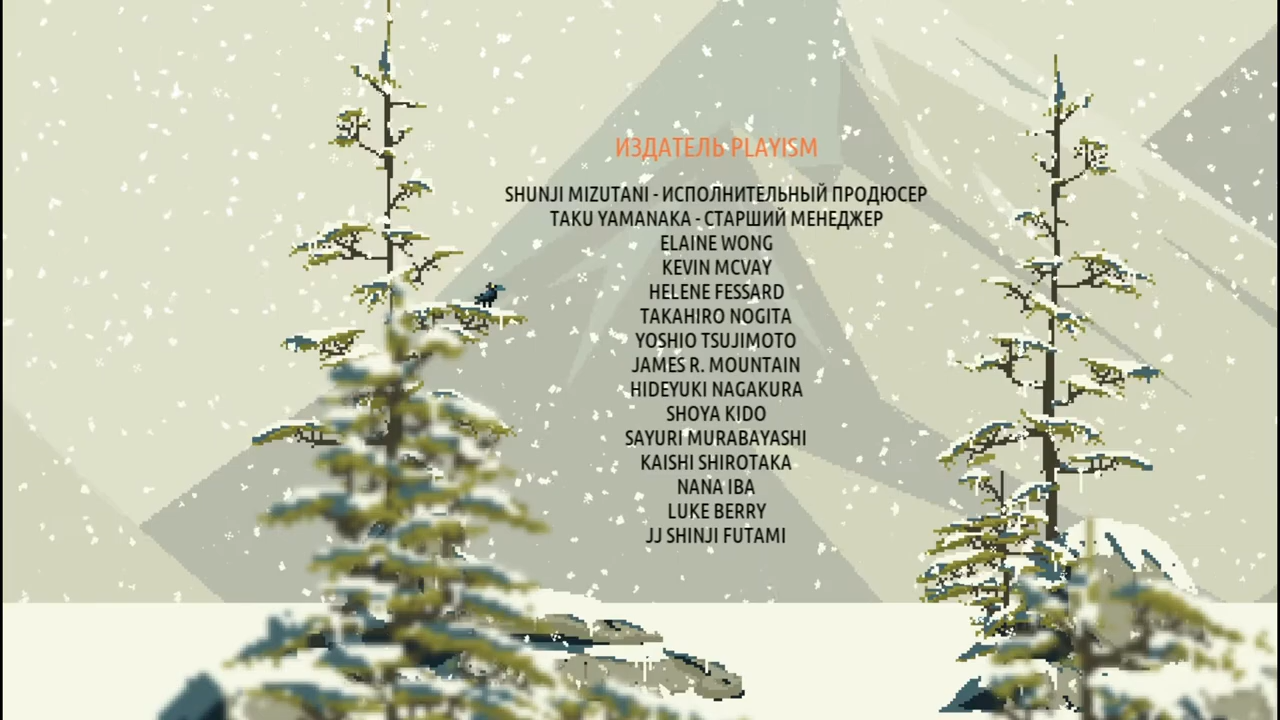 ИЗДАТЕЛЬ PLAYISM
SHUNJI MIZUTANI - ИСПОЛНИТЕЛЬНЫЙ ПРОДЮСЕР
TAKU YAMANAKA - СТАРШИЙ МЕНЕДЖЕР
ELAINE WONG
KEVIN MCVAY
HELENE FESSARD
TAKAHIRO NOGITA
YOSHIO TSUJIMOTO
JAMES R. MOUNTAIN
HIDEYUKI NAGAKURA
SHOYA KIDO
SAYURI MURABAYASHI
KAISHI SHIROTAKA
NANA IBA
LUKE BERRY
JJ SHINJI FUTAMI